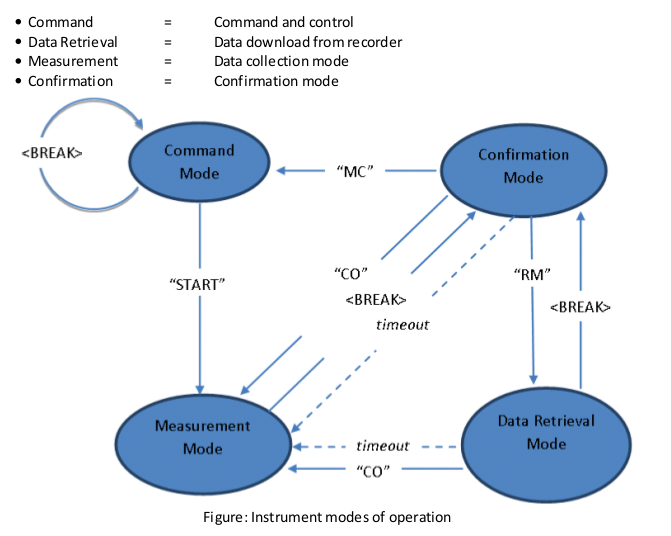 • Command = Command and control
• Data Retrieval = Data download from recorder
• Measurement = Data collection mode
• Confirmation = Confirmation mode
<BREAK>
Command
Mode
Confirmation
Mode
“MC”
“START”
“CO”
<BREAK>
timeout
“RM”
<BREAK>
Measurement
Mode
Data Retrieval
Mode
timeout
“CO”
Figure: Instrument modes of operation